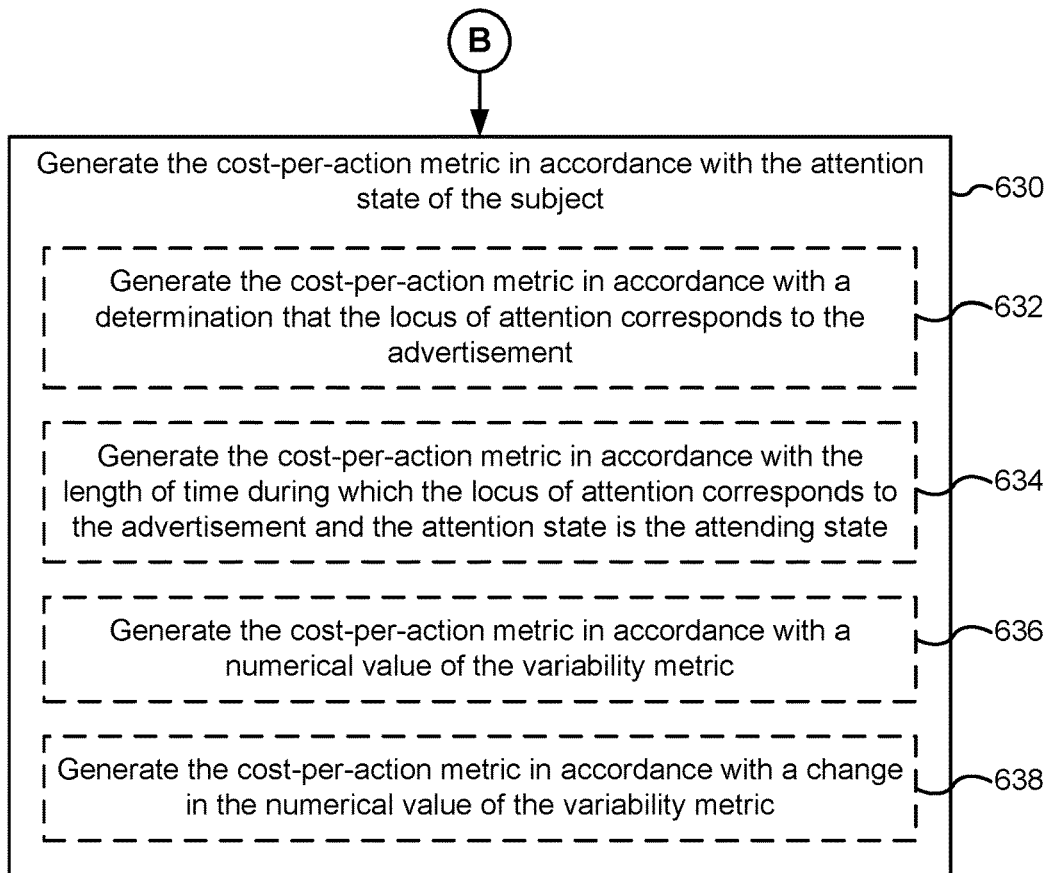 B
Generate the cost-per-action metric in accordance with the attention
state of the subject
630
Generate the cost-per-action metric in accordance with a
determination that the locus of attention corresponds to the
advertisement
632
Generate the cost-per-action metric in accordance with the
length of time during which the locus of attention corresponds to
the advertisement and the attention state is the attending state
634
Generate the cost-per-action metric in accordance with a
numerical value of the variability metric
636
Generate the cost-per-action metric in accordance with a change
in the numerical value of the variability metric
638